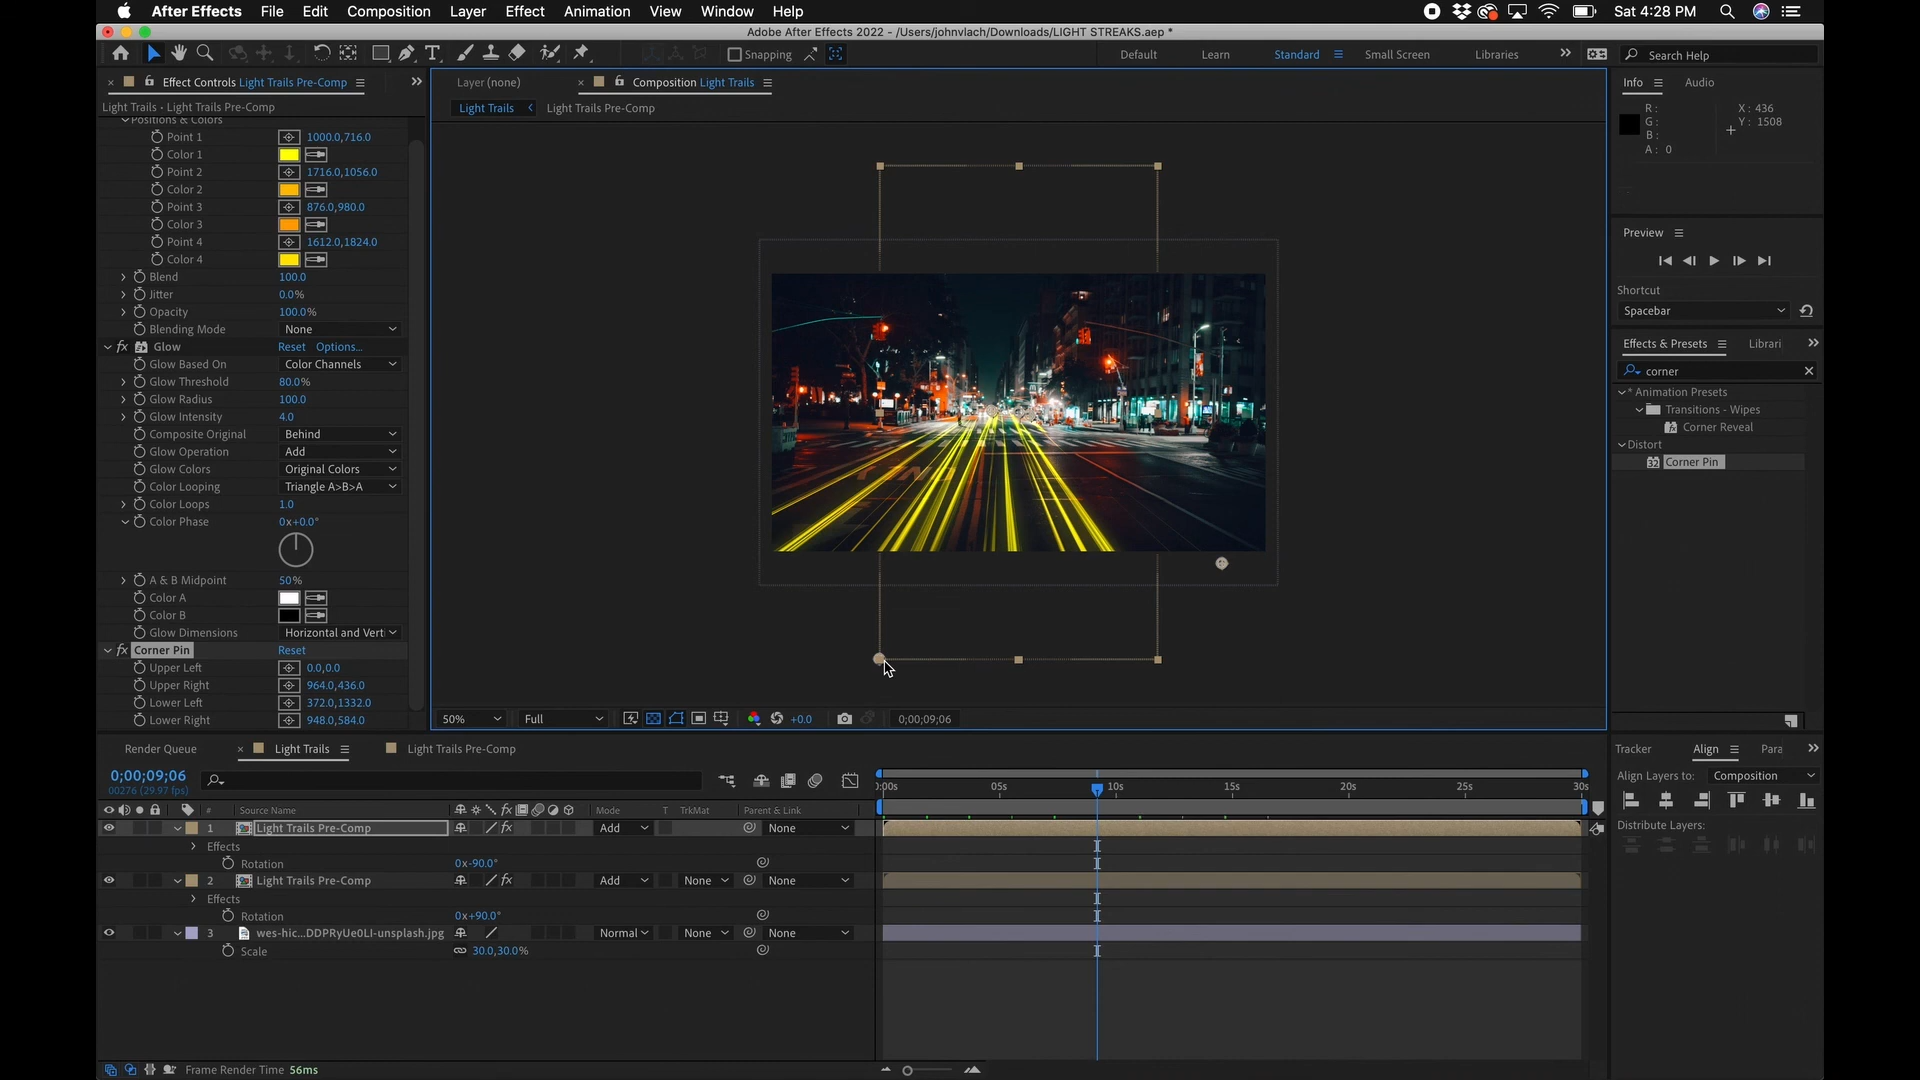 After Effects File Edit Composition Layer Effect Animation View Window Help Sat 4:28 PM
Adobe After Effects 2022 - /Users/johnvlach/Downloads/LIGHT STREAKS.aep *
Snapping Default Learn Standard Small Screen Libraries Search Help
Effect Controls Light Trails Pre-Comp
Light Trails • Light Trails Pre-Comp
Positions & Colors
Point 1 1000.0,716.0
Color 1
Point 2 1716.0,1056.0
Color 2
Point 3 876.0,980.0
Color 3
Point 4 1612.0,1824.0
Color 4
Blend 100.0
Jitter 0.0%
Opacity 100.0%
Blending Mode None
fx Glow Reset Options...
Glow Based On Color Channels
Glow Threshold 80.0%
Glow Radius 100.0
Glow Intensity 4.0
Composite Original Behind
Glow Operation Add
Glow Colors Original Colors
Color Looping Triangle A>B>A
Color Loops 1.0
Color Phase 0x+0.0°
A & B Midpoint 50%
Color A
Color B
Glow Dimensions Horizontal and Verti
fx Corner Pin Reset
Upper Left 0.0,0.0
Upper Right 964.0,436.0
Lower Left 372.0,1332.0
Lower Right 948.0,584.0
Layer (none) Composition Light Trails
Light Trails Light Trails Pre-Comp
50% Full +0.0 0;00;09;06
Info Audio
R: X: 436
G: Y: 1508
B:
A: 0
Preview
Shortcut
Spacebar
Effects & Presets Librari
corner
* Animation Presets
Transitions - Wipes
Corner Reveal
Distort
32 Corner Pin
Tracker Align Para
Align Layers to: Composition
Distribute Layers:
Render Queue Light Trails Light Trails Pre-Comp
0;00;09;06
00276 (29.97 fps)
# Source Name fx Mode T TrkMat Parent & Link
):00s 05s 10s 15s 20s 25s 30s
1 Light Trails Pre-Comp fx Add None
Effects
Rotation 0x-90.0°
2 Light Trails Pre-Comp fx Add None None
Effects
Rotation 0x+90.0°
3 wes-hic...DDPRyUe0LI-unsplash.jpg Normal None None
Scale 30.0,30.0%
Frame Render Time 56ms